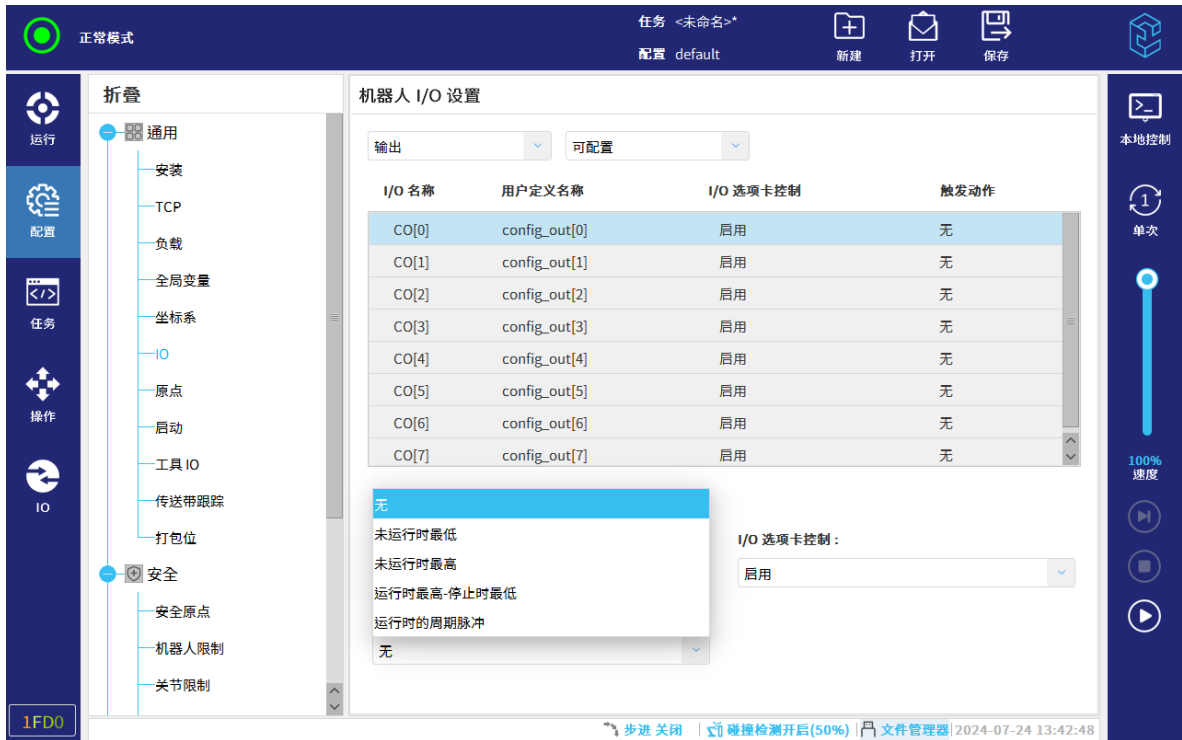 正常模式
任务 <未命名>*
配置 default
新建
打开
保存
运行
配置
任务
操作
IO
1FD0
折叠
通用
安装
TCP
负载
全局变量
坐标系
IO
原点
启动
工具 IO
传送带跟踪
打包位
安全
安全原点
机器人限制
关节限制
机器人 I/O 设置
输出 可配置
I/O 名称 用户定义名称 I/O 选项卡控制 触发动作
CO[0] config_out[0] 启用 无
CO[1] config_out[1] 启用 无
CO[2] config_out[2] 启用 无
CO[3] config_out[3] 启用 无
CO[4] config_out[4] 启用 无
CO[5] config_out[5] 启用 无
CO[6] config_out[6] 启用 无
CO[7] config_out[7] 启用 无
无
未运行时最低
未运行时最高
运行时最高-停止时最低
运行时的周期脉冲
无
I/O 选项卡控制 :
启用
本地控制
1
单次
100%
速度
步进 关闭 碰撞检测开启(50%) 文件管理器 2024-07-24 13:42:48